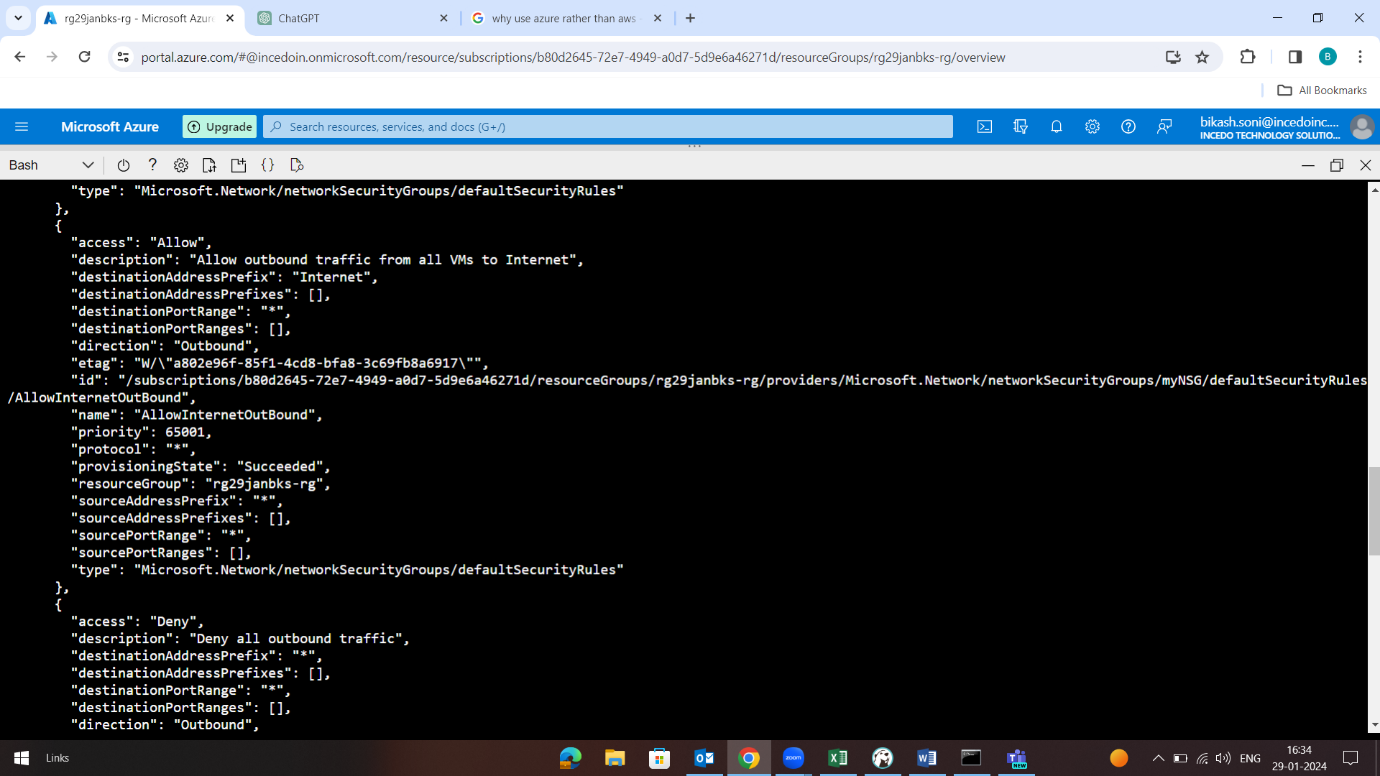 rg29janbks-rg - Microsoft Azure
ChatGPT
why use azure rather than aws
portal.azure.com/#@incedoin.onmicrosoft.com/resource/subscriptions/b80d2645-72e7-4949-a0d7-5d9e6a46271d/resourceGroups/rg29janbks-rg/overview
B
All Bookmarks
Microsoft Azure
Upgrade
Search resources, services, and docs (G+/)
bikash.soni@incedoinc....
INCEDO TECHNOLOGY SOLUTIO...
Bash
"type": "Microsoft.Network/networkSecurityGroups/defaultSecurityRules"
},
{
"access": "Allow",
"description": "Allow outbound traffic from all VMs to Internet",
"destinationAddressPrefix": "Internet",
"destinationAddressPrefixes": [],
"destinationPortRange": "*",
"destinationPortRanges": [],
"direction": "Outbound",
"etag": "W/\"a802e96f-85f1-4cd8-bfa8-3c69fb8a6917\"",
"id": "/subscriptions/b80d2645-72e7-4949-a0d7-5d9e6a46271d/resourceGroups/rg29janbks-rg/providers/Microsoft.Network/networkSecurityGroups/myNSG/defaultSecurityRules
/AllowInternetOutBound",
"name": "AllowInternetOutBound",
"priority": 65001,
"protocol": "*",
"provisioningState": "Succeeded",
"resourceGroup": "rg29janbks-rg",
"sourceAddressPrefix": "*",
"sourceAddressPrefixes": [],
"sourcePortRange": "*",
"sourcePortRanges": [],
"type": "Microsoft.Network/networkSecurityGroups/defaultSecurityRules"
},
{
"access": "Deny",
"description": "Deny all outbound traffic",
"destinationAddressPrefix": "*",
"destinationAddressPrefixes": [],
"destinationPortRange": "*",
"destinationPortRanges": [],
"direction": "Outbound",
Links
zoom
NEW
ENG
16:34
29-01-2024